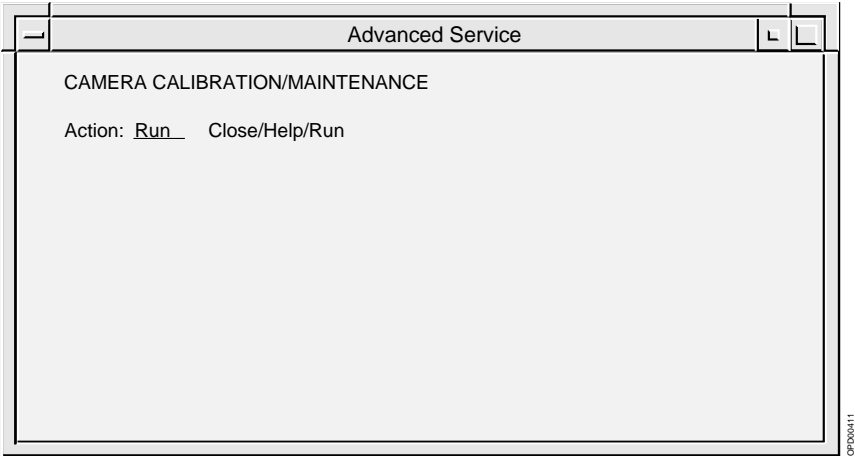 Advanced Service
CAMERA CALIBRATION/MAINTENANCE
Action: Run Close/Help/Run
OPD00411